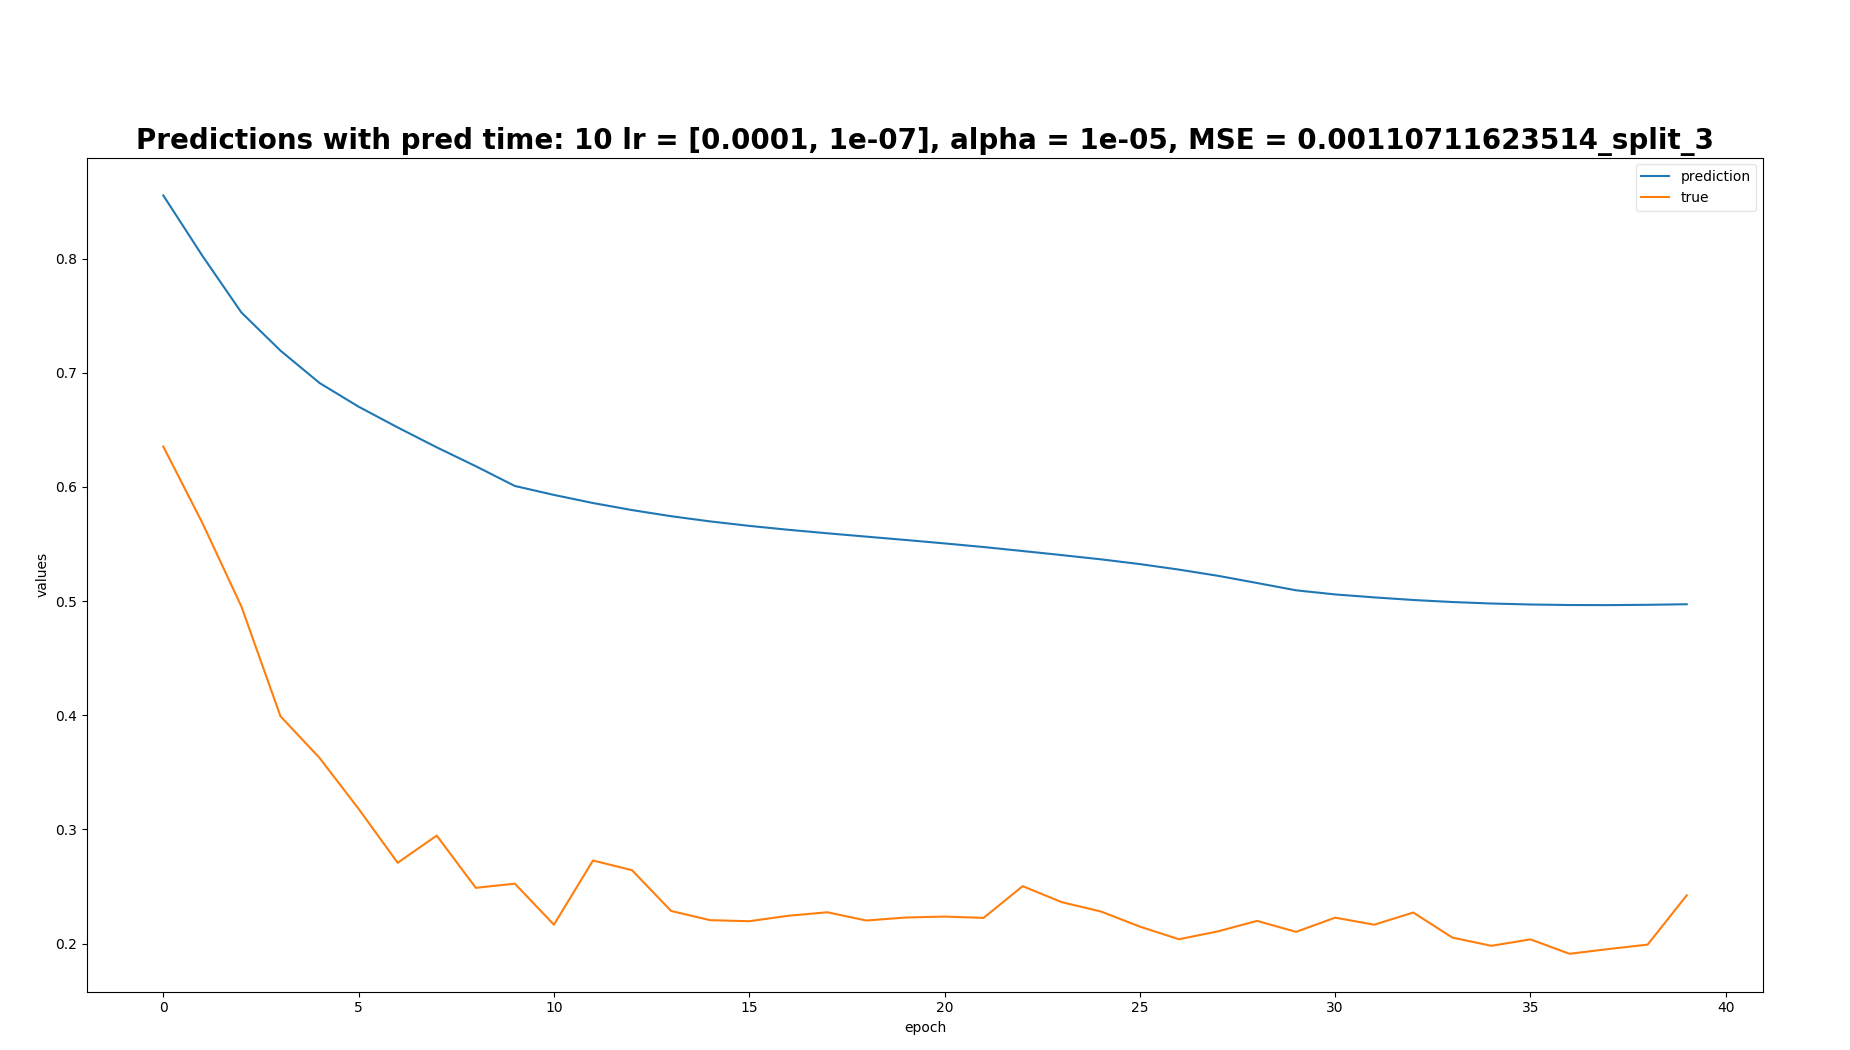 Predictions with pred time: 10 lr = [0.0001, 1e-07], alpha = 1e-05, MSE = 0.00110711623514_split_3
prediction
true
0.8
0.7
0.6
0.5
0.4
0.3
0.2
values
0 5 10 15 20 25 30 35 40
epoch